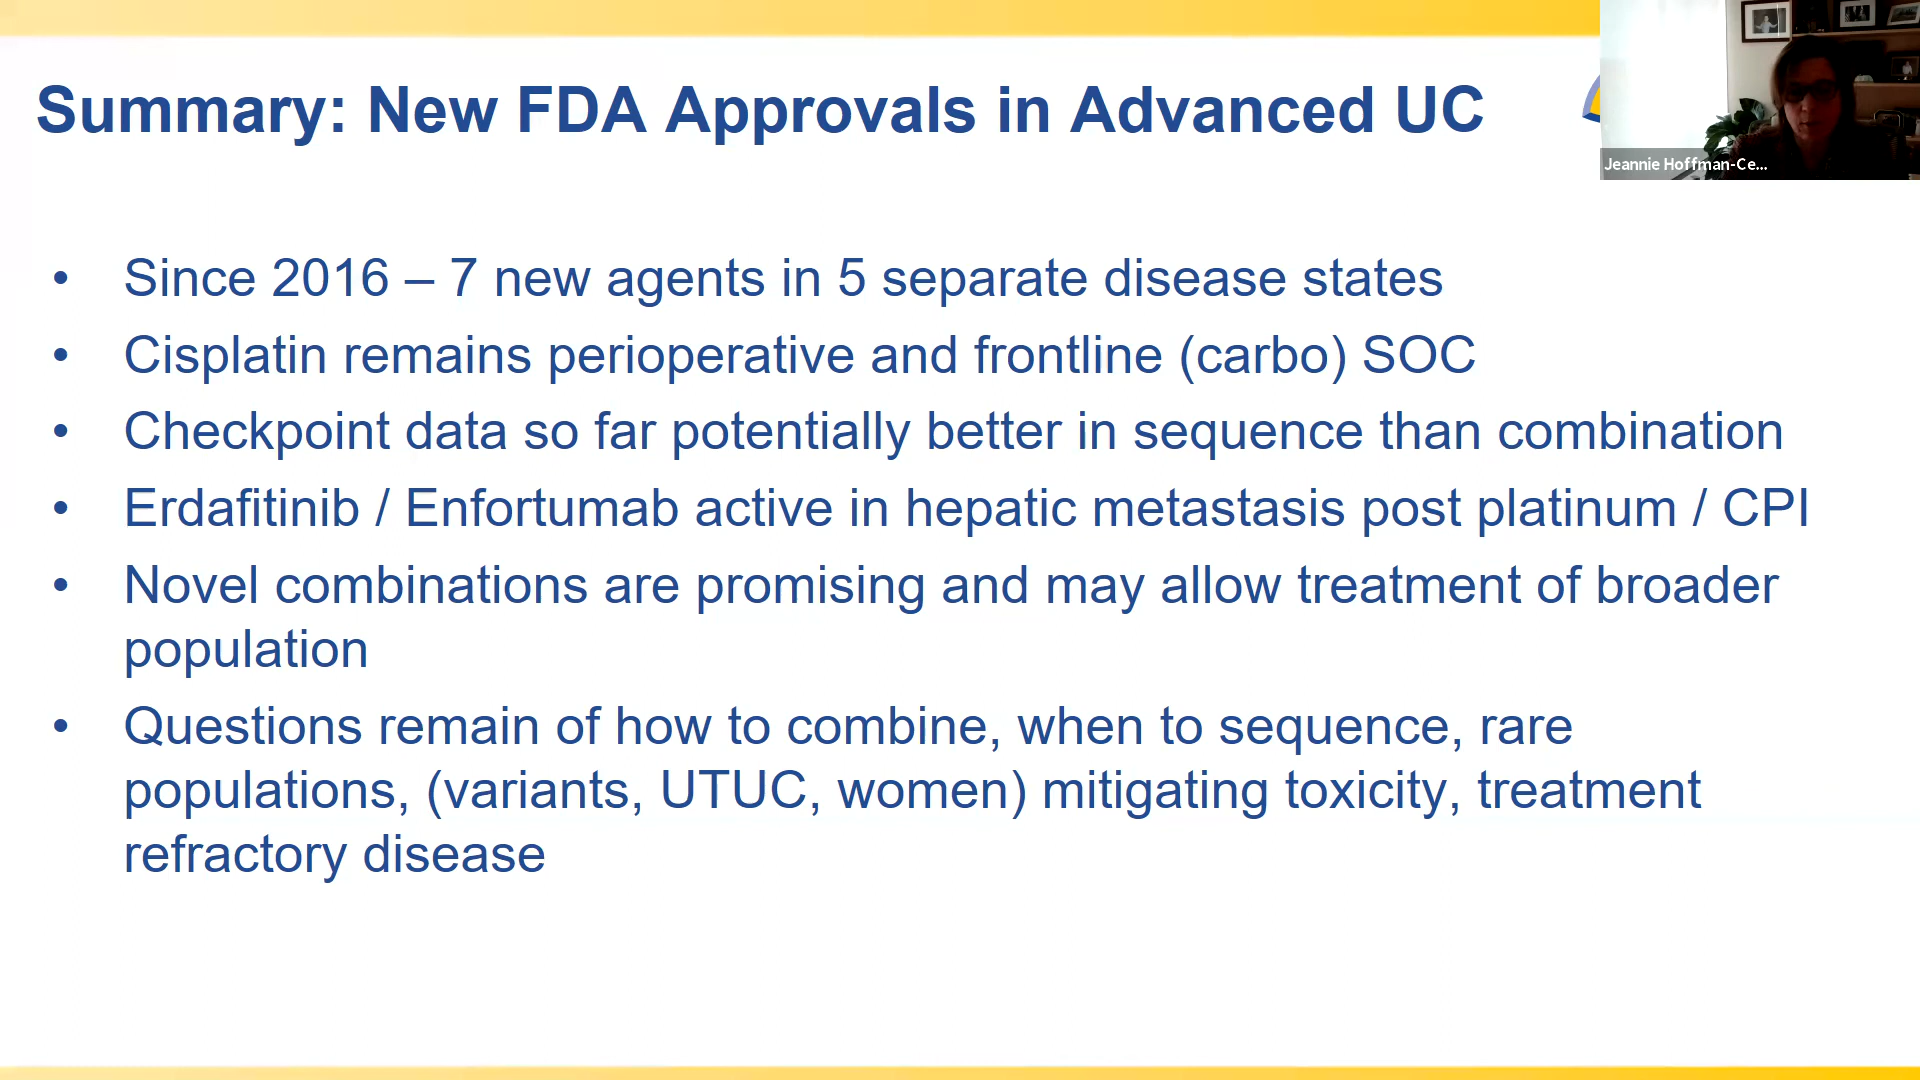 Summary: New FDA Approvals in Advanced UC
Jeannie Hoffman-Ce...
• Since 2016 – 7 new agents in 5 separate disease states
• Cisplatin remains perioperative and frontline (carbo) SOC
• Checkpoint data so far potentially better in sequence than combination
• Erdafitinib / Enfortumab active in hepatic metastasis post platinum / CPI
• Novel combinations are promising and may allow treatment of broader
population
• Questions remain of how to combine, when to sequence, rare
populations, (variants, UTUC, women) mitigating toxicity, treatment
refractory disease